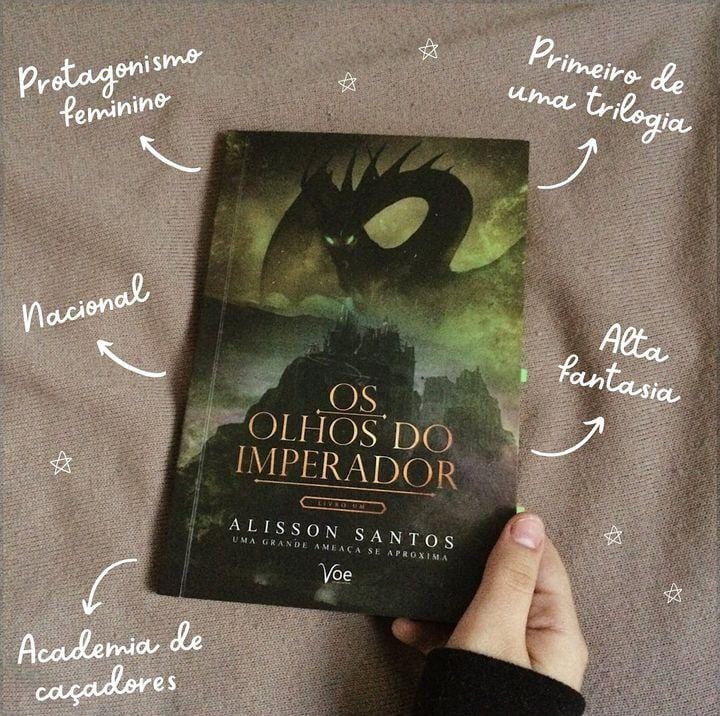 Protagonismo
feminino
Primeiro de
uma trilogia
Nacional
Alta
fantasia
OS
OLHOS DO
IMPERADOR
LIVRO UM
ALISSON SANTOS
UMA GRANDE AMEAÇA SE APROXIMA
Voe
Academia de
caçadores